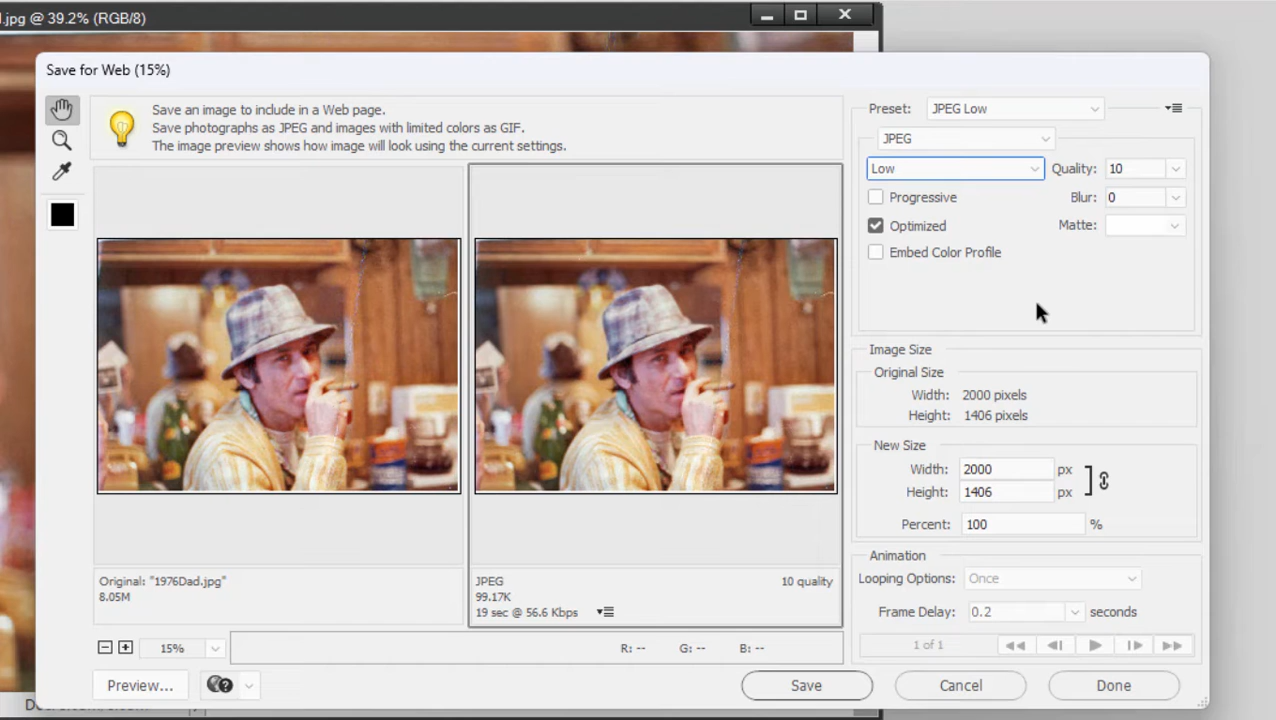 l.jpg @ 39.2% (RGB/8)
Save for Web (15%)
Save an image to include in a Web page.
Save photographs as JPEG and images with limited colors as GIF.
The image preview shows how image will look using the current settings.
Preset: JPEG Low
JPEG
Low Quality: 10
Progressive Blur: 0
Optimized Matte:
Embed Color Profile
Image Size
Original Size
Width: 2000 pixels
Height: 1406 pixels
New Size
Width: 2000 px
Height: 1406 px
Percent: 100 %
Animation
Looping Options: Once
Frame Delay: 0.2 seconds
1 of 1
Original: "1976Dad.jpg"
8.05M
JPEG 10 quality
99.17K
19 sec @ 56.6 Kbps
15% R: -- G: -- B: --
Preview... Save Cancel Done